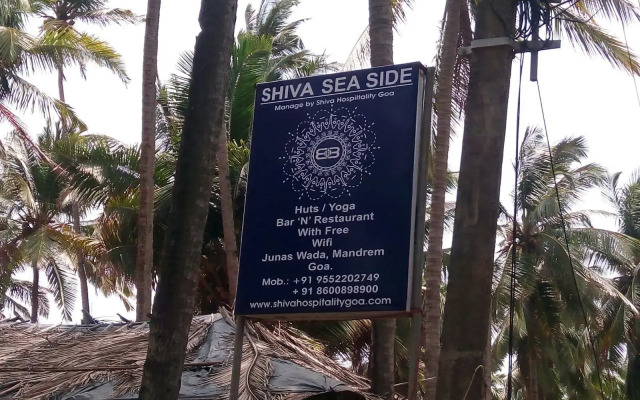 SHIVA SEA SIDE
Manage by Shiva Hospitality Goa
Huts / Yoga
Bar 'N' Restaurant
With Free
Wifi
Junas Wada, Mandrem
Goa.
Mob.: +91 9552202749
+ 91 8600898900
www.shivahospitalitygoa.com